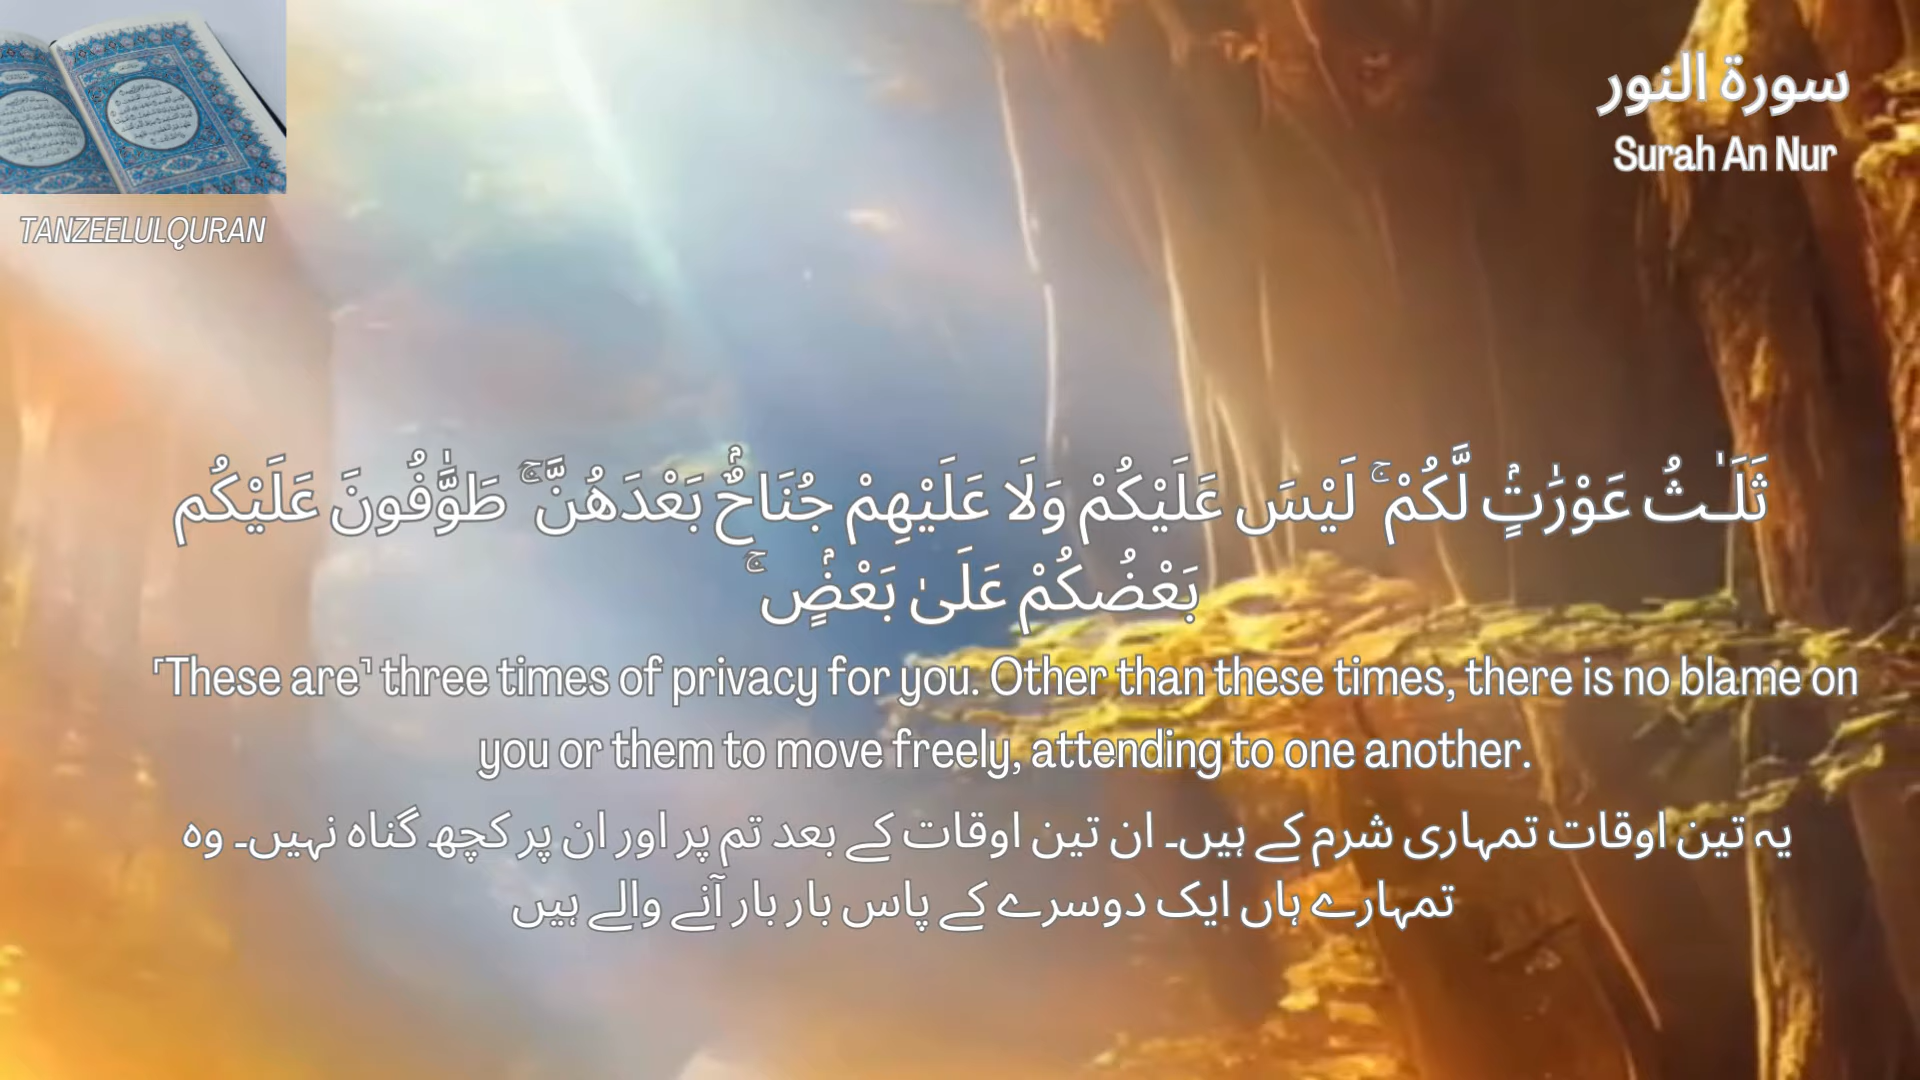 سورة النور
Surah An Nur
TANZEELULQURAN
ثَلَـٰثُ عَوْرَٰتٍۢ لَّكُمْ ۚ لَيْسَ عَلَيْكُمْ وَلَا عَلَيْهِمْ جُنَاحٌۢ بَعْدَهُنَّ ۚ طَوَّٰفُونَ عَلَيْكُم
بَعْضُكُمْ عَلَىٰ بَعْضٍۢ ۚ
⸢These are⸣ three times of privacy for you. Other than these times, there is no blame on
you or them to move freely, attending to one another.
یہ تین اوقات تمہاری شرم کے ہیں۔ ان تین اوقات کے بعد تم پر اور ان پر کچھ گناہ نہیں۔ وہ
تمہارے ہاں ایک دوسرے کے پاس بار بار آنے والے ہیں